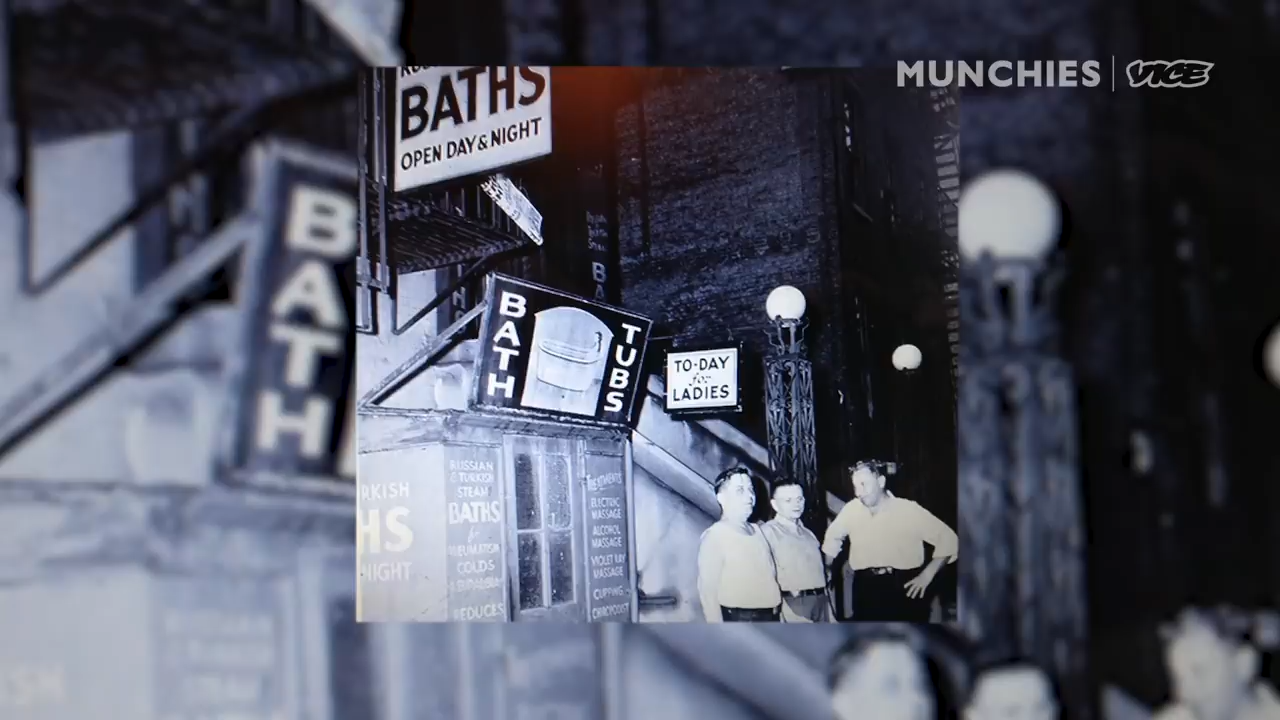 MUNCHIES | VICE
BATHS
OPEN DAY & NIGHT
BATH
TUBS
TO-DAY
for
LADIES
BATH
RKISH
HS
NIGHT
RUSSIAN
& TURKISH
STEAM
BATHS
for
RHEUMATISM
COLDS
REDUCES
TREATMENTS
ELECTRIC
MASSAGE
ALCOHOL
MASSAGE
VIOLET RAY
MASSAGE
CUPPING
CHIROPODIST